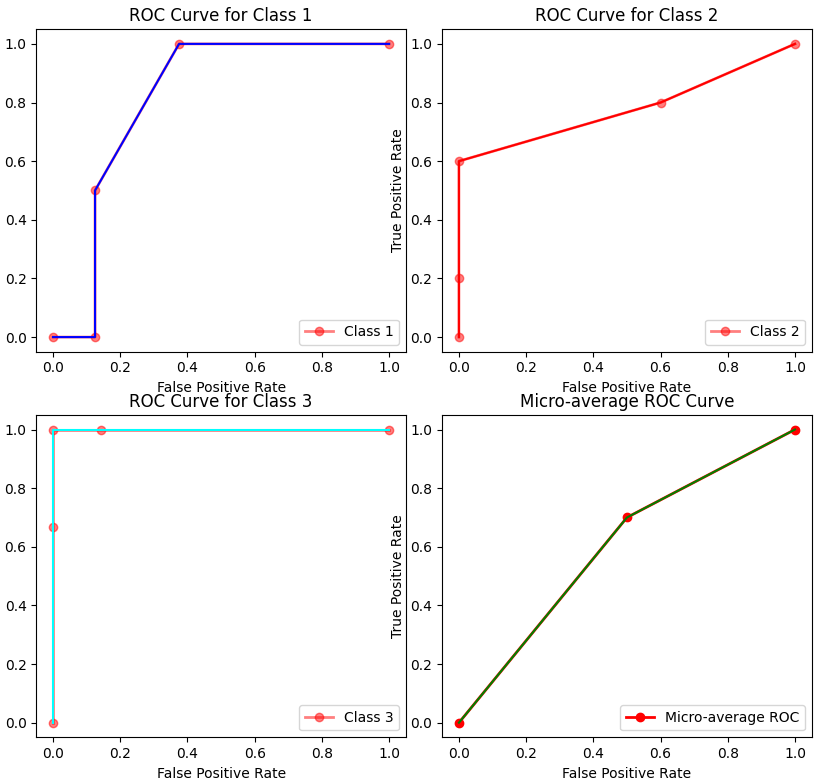 ROC Curve for Class 1
1.0
0.8
0.6
0.4
0.2
0.0
Class 1
0.0 0.2 0.4 0.6 0.8 1.0
False Positive Rate
ROC Curve for Class 2
True Positive Rate
1.0
0.8
0.6
0.4
0.2
0.0
Class 2
0.0 0.2 0.4 0.6 0.8 1.0
False Positive Rate
ROC Curve for Class 3
1.0
0.8
0.6
0.4
0.2
0.0
Class 3
0.0 0.2 0.4 0.6 0.8 1.0
False Positive Rate
Micro-average ROC Curve
True Positive Rate
1.0
0.8
0.6
0.4
0.2
0.0
Micro-average ROC
0.0 0.2 0.4 0.6 0.8 1.0
False Positive Rate